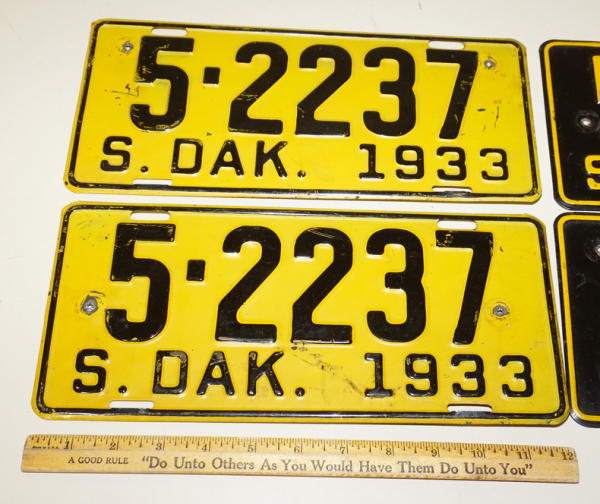 5·2237
S. DAK. 1933
5·2237
S. DAK. 1933
1 2 3 4 5 6 7 8 9 10 11 12
A GOOD RULE "Do Unto Others As You Would Have Them Do Unto You"